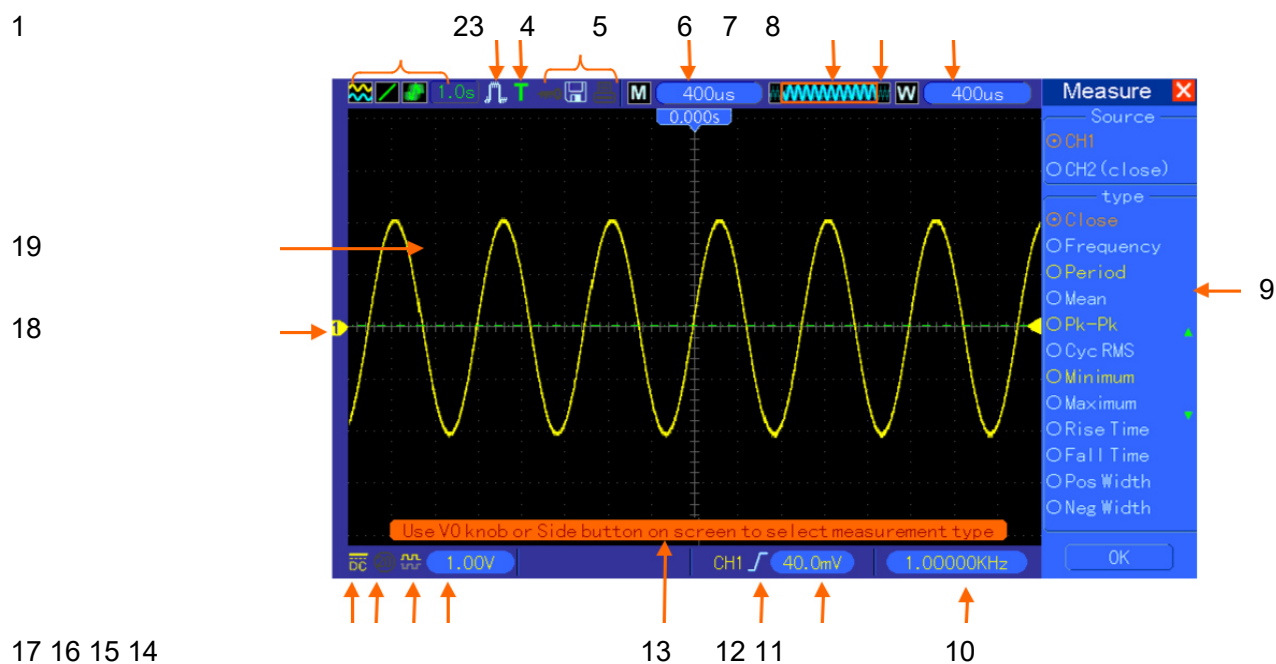 1 23 4 5 6 7 8
1.0s T M 400us W 400us
Measure
0.000s
Source
CH1
CH2(close)
type
Close
19
Frequency
Period
9
Mean
18
1
Pk-Pk
Cyc RMS
Minimum
Maximum
Rise Time
Fall Time
Pos Width
Neg Width
Use V0 knob or Side button on screen to select measurement type
DC 1.00V CH1 40.0mV 1.00000KHz
OK
17 16 15 14 13 12 11 10